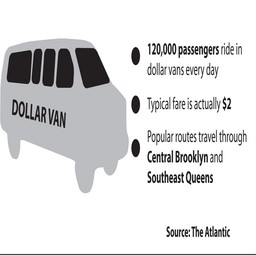 DOLLAR VAN
120,000 passengers ride in
dollar vans every day
Typical fare is actually $2
Popular routes travel through
Central Brooklyn and
Southeast Queens
Source: The Atlantic